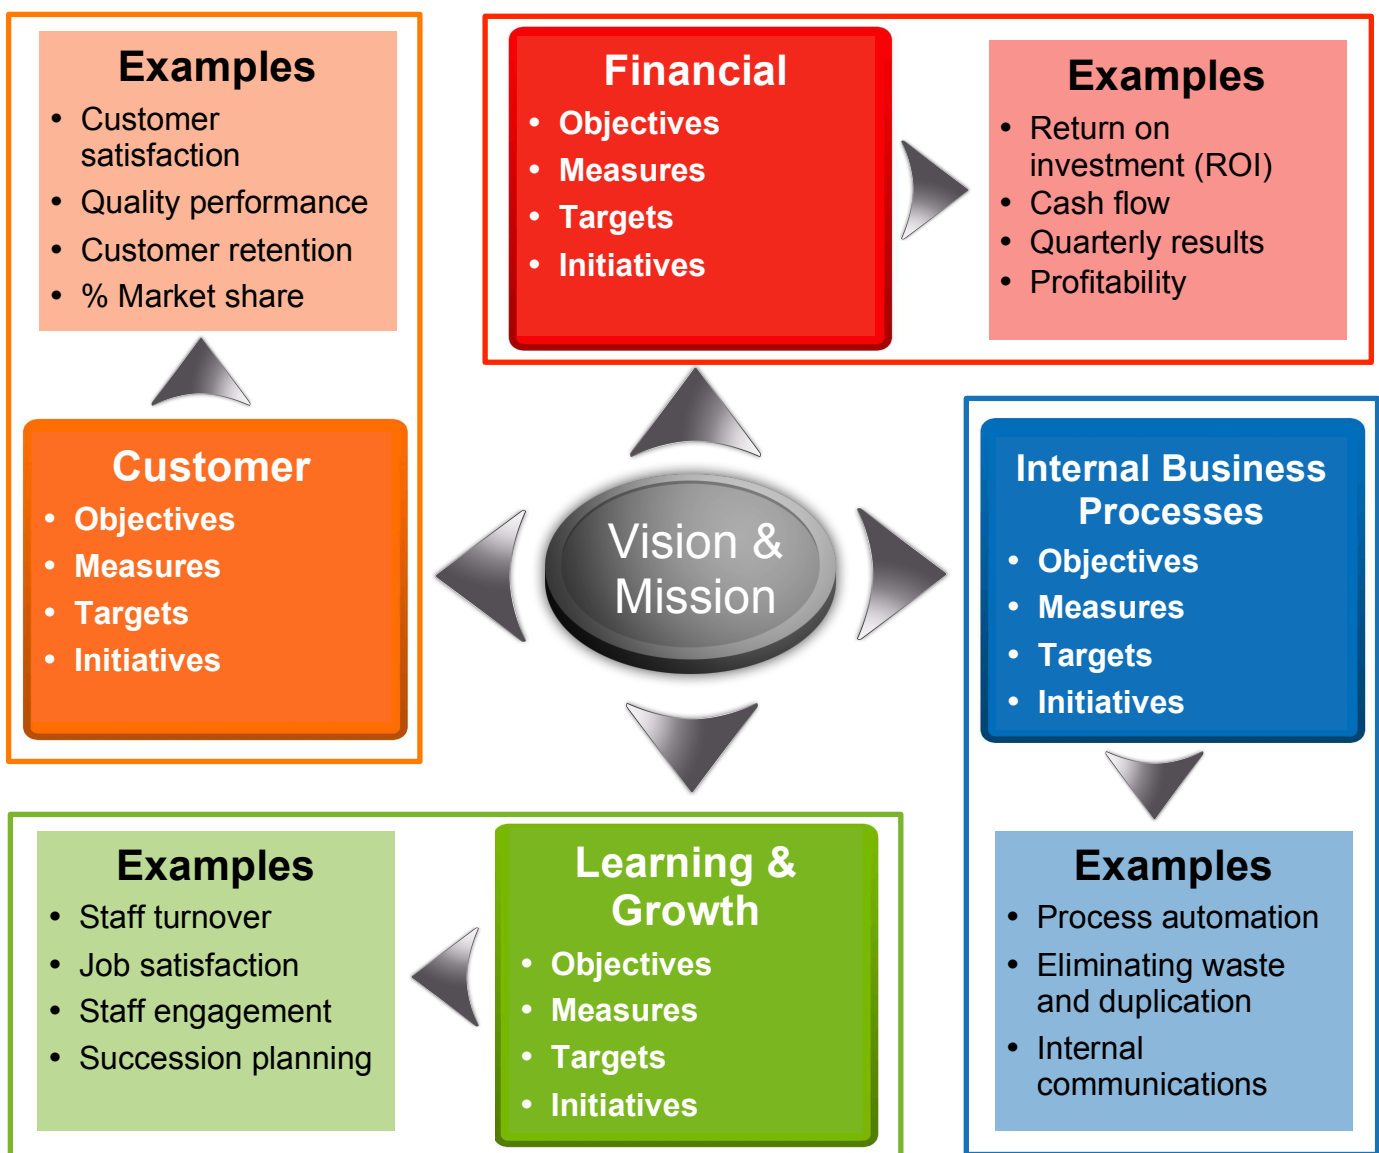 Examples
• Customer
satisfaction
• Quality performance
• Customer retention
• % Market share
Customer
• Objectives
• Measures
• Targets
• Initiatives
Financial
• Objectives
• Measures
• Targets
• Initiatives
Examples
• Return on
investment (ROI)
• Cash flow
• Quarterly results
• Profitability
Vision &
Mission
Internal Business
Processes
• Objectives
• Measures
• Targets
• Initiatives
Examples
• Process automation
• Eliminating waste
and duplication
• Internal
communications
Learning &
Growth
• Objectives
• Measures
• Targets
• Initiatives
Examples
• Staff turnover
• Job satisfaction
• Staff engagement
• Succession planning